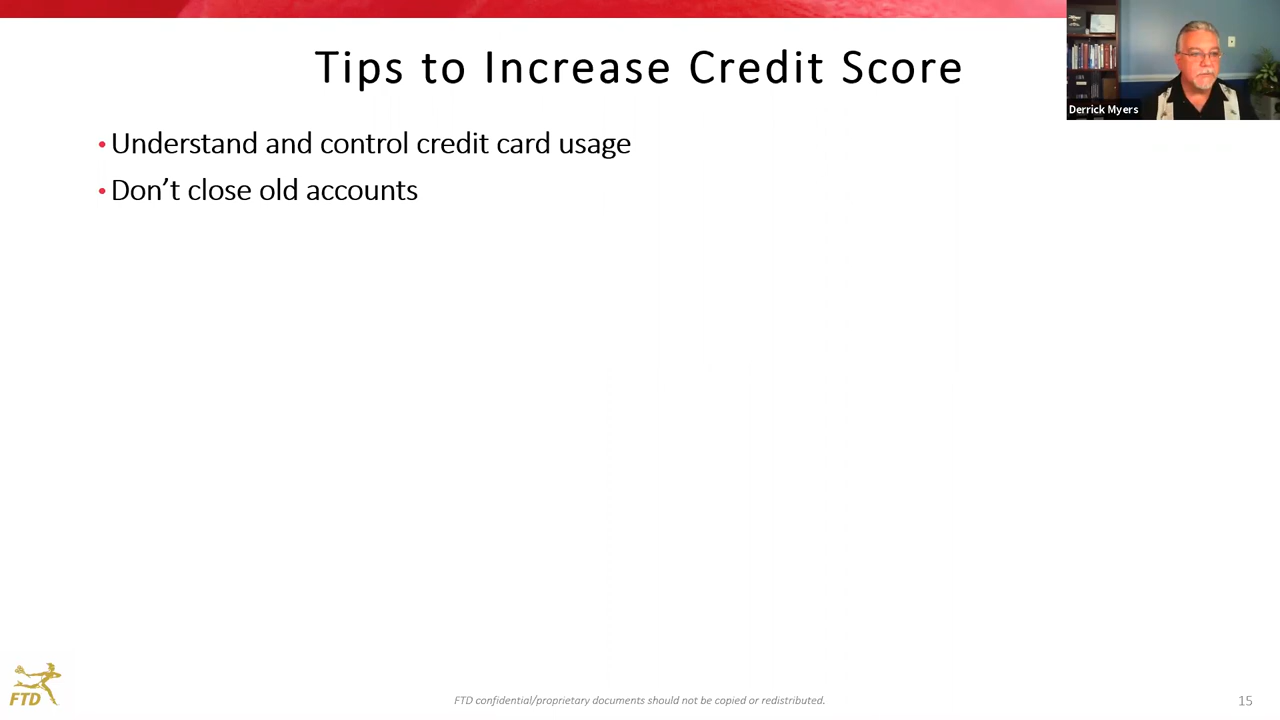 Tips to Increase Credit Score
Derrick Myers
• Understand and control credit card usage
• Don’t close old accounts
FTD
FTD confidential/proprietary documents should not be copied or redistributed.
15